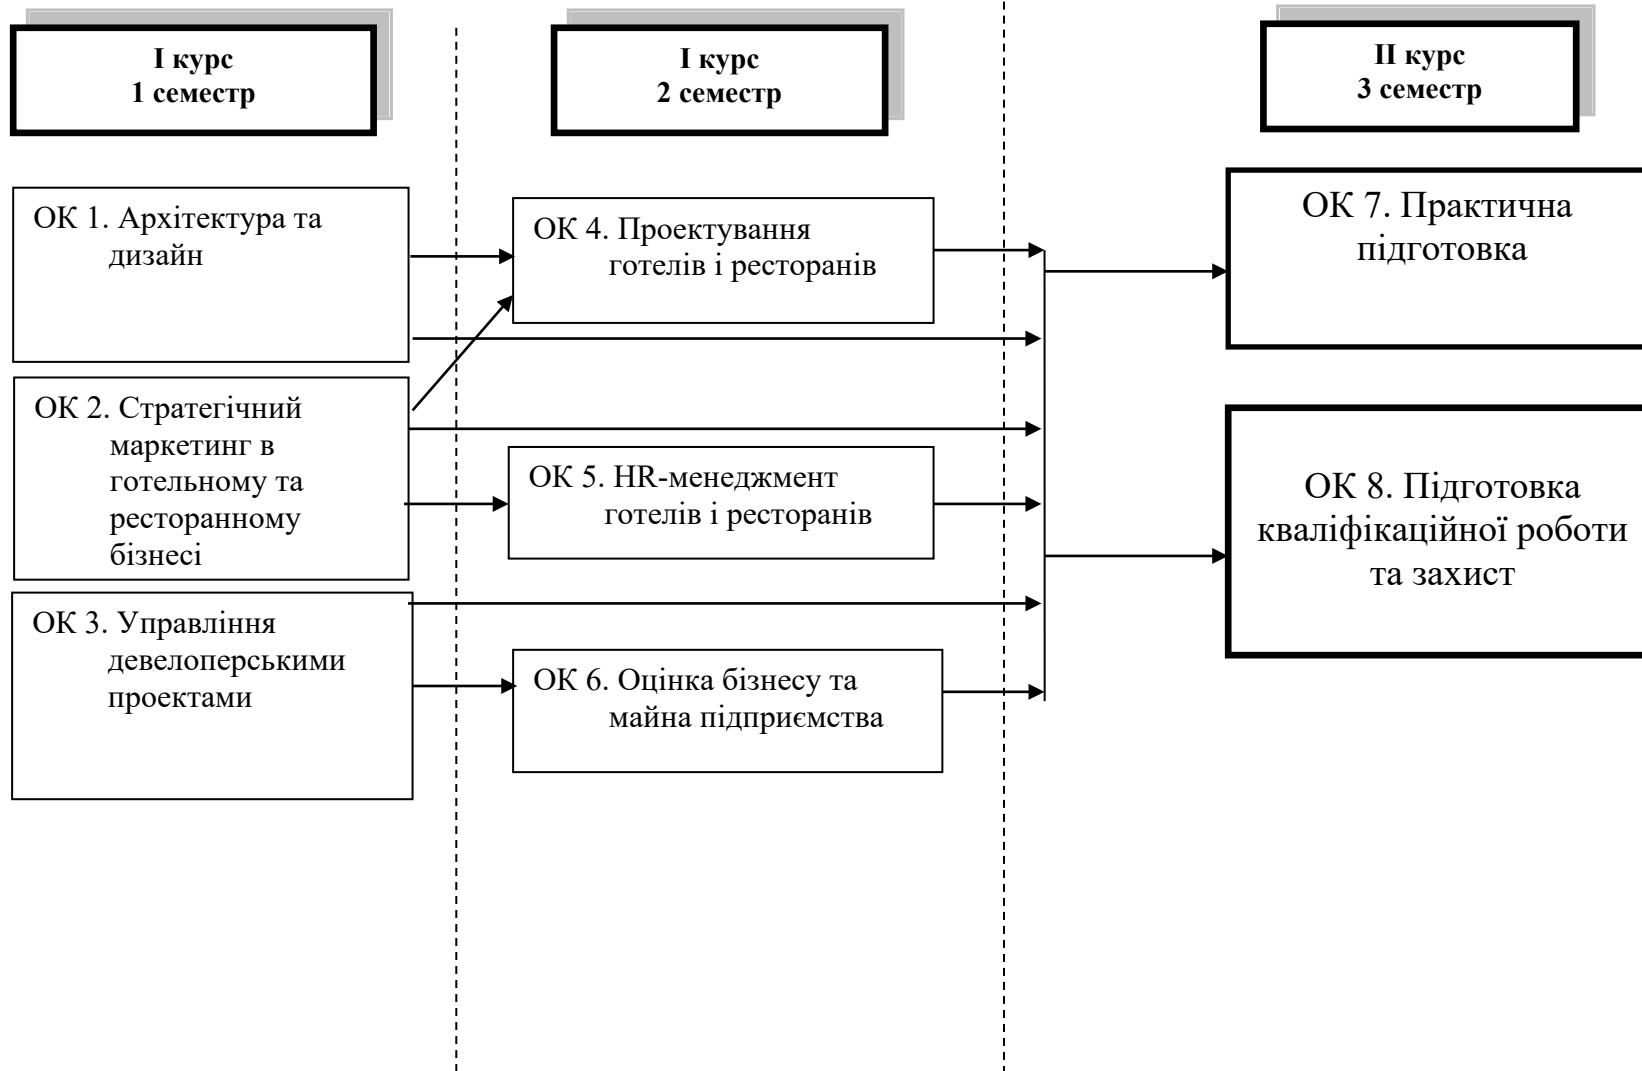 І курс
1 семестр
І курс
2 семестр
ІІ курс
3 семестр
ОК 1. Архітектура та
дизайн
ОК 2. Стратегічний
маркетинг в
готельному та
ресторанному
бізнесі
ОК 3. Управління
девелоперськими
проектами
ОК 4. Проектування
готелів і ресторанів
ОК 5. HR-менеджмент
готелів і ресторанів
ОК 6. Оцінка бізнесу та
майна підприємства
ОК 7. Практична
підготовка
ОК 8. Підготовка
кваліфікаційної роботи
та захист